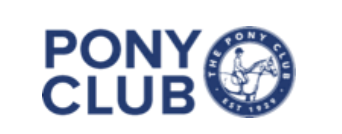 PONY
CLUB
THE PONY CLUB
EST 1929